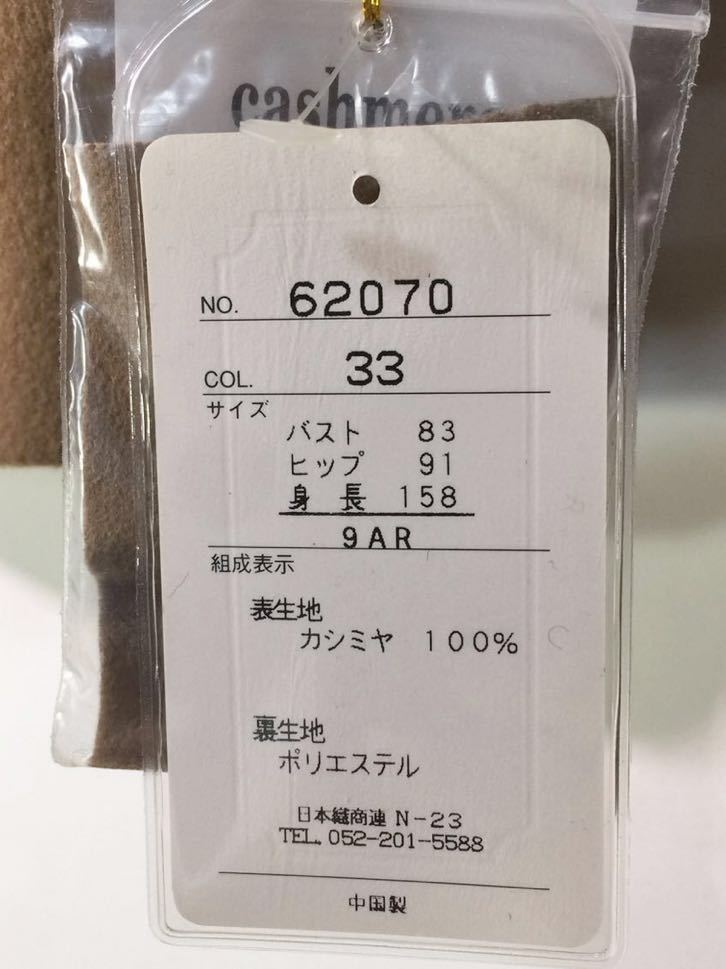 cashmere
NO. 62070
COL. 33
サイズ
バスト 83
ヒップ 91
身長 158
9AR
組成表示
表生地
カシミヤ 100%
裏生地
ポリエステル
日本繊商連 N-23
TEL. 052-201-5588
中国製